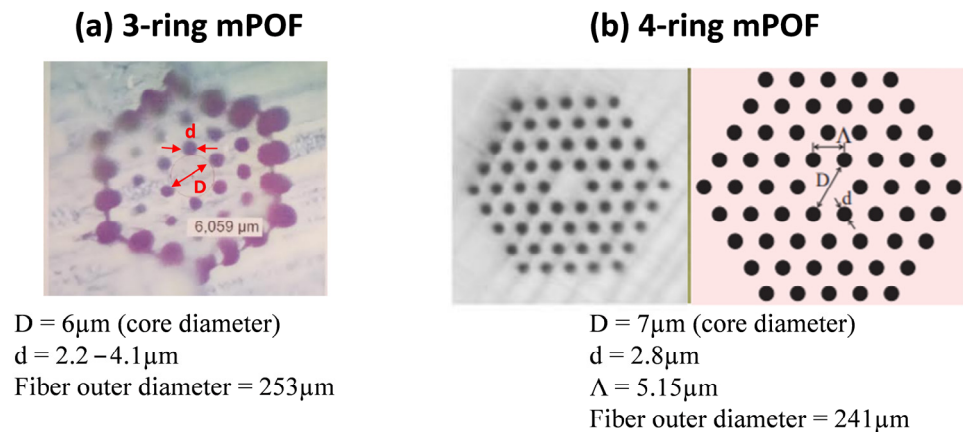 (a) 3-ring mPOF
d
D
6,059 µm
D = 6µm (core diameter)
d = 2.2 – 4.1µm
Fiber outer diameter = 253µm
(b) 4-ring mPOF
Λ
D
d
D = 7µm (core diameter)
d = 2.8µm
Λ = 5.15µm
Fiber outer diameter = 241µm